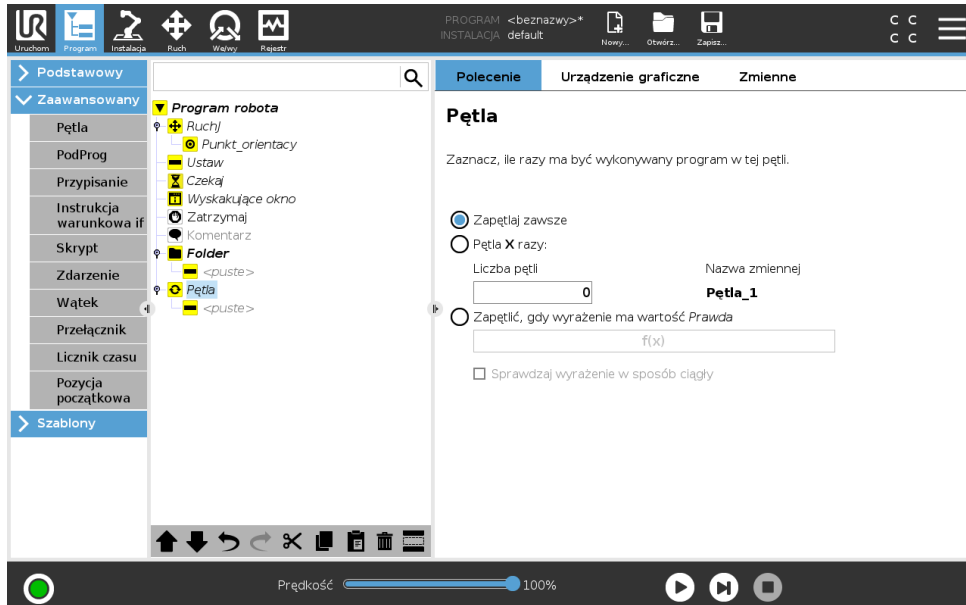 PROGRAM <beznazwy>*
INSTALACJA default
Uruchom Program Instalacja Ruch We/wy Rejestr Nowy... Otwórz... Zapisz...
C C
C C
Podstawowy
Zaawansowany
Pętla
PodProg
Przypisanie
Instrukcja
warunkowa if
Skrypt
Zdarzenie
Wątek
Przełącznik
Licznik czasu
Pozycja
początkowa
Szablony
Program robota
RuchJ
Punkt_orientacy
Ustaw
Czekaj
Wyskakujące okno
Zatrzymaj
Komentarz
Folder
<puste>
Pętla
<puste>
Polecenie Urządzenie graficzne Zmienne
Pętla
Zaznacz, ile razy ma być wykonywany program w tej pętli.
Zapętlaj zawsze
Pętla X razy:
Liczba pętli Nazwa zmiennej
0 Pętla_1
Zapętlić, gdy wyrażenie ma wartość Prawda
f(x)
Sprawdzaj wyrażenie w sposób ciągły
Prędkość 100%